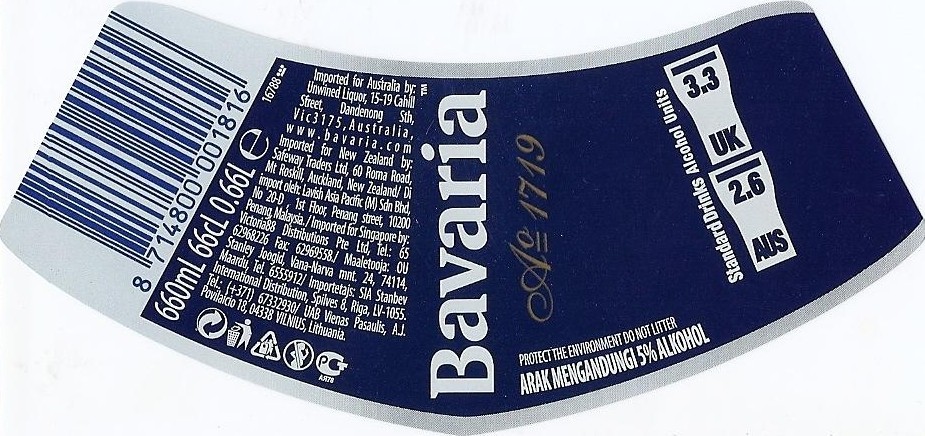 8 714800 001816
16788
660mL 66cL 0.66L e
Imported for Australia by:
Unwined Liquor, 15-19 Cahill
Street, Dandenong Sth,
Vic3175, Australia,
www.bavaria.com
Imported for New Zealand by:
Safeway Traders Ltd, 60 Roma Road,
Mt Roskill, Auckland, New Zealand/ Di
import oleh: Lavish Asia Pacific (M) Sdn Bhd,
No 20-D, 1st Floor, Penang street, 10200
Penang Malaysia./ Imported for Singapore by:
Victoria88 Distributions Pte Ltd, Tel.: 65
62968226 Fax: 62969558./ Maaletooja: OU
Stanley Joogid, Vana-Narva mnt. 24, 74114,
Maardu, Tel. 6555912/ Importetajs: SIA Stanbev
International Distribution, Spilves 8, Riga, LV-1055.
Tel.: (+371) 67332930/ UAB Vienas Pasaulis, A.J.
Povilaicio 18, 04338 VILNIUS, Lithuania.
АЯ78
Bavaria™
Ao= 1719
PROTECT THE ENVIRONMENT DO NOT LITTER
ARAK MENGANDUNGI 5% ALKOHOL
Standard Drinks Alcohol Units
3.3 UK
2.6 AUS